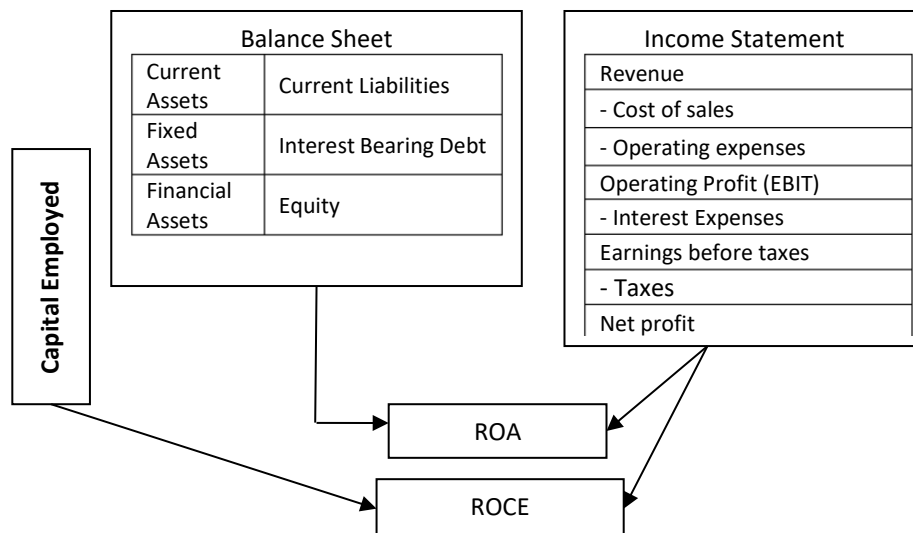 Balance Sheet
Current
Assets
Current Liabilities
Fixed
Assets
Interest Bearing Debt
Financial
Assets
Equity
Income Statement
Revenue
- Cost of sales
- Operating expenses
Operating Profit (EBIT)
- Interest Expenses
Earnings before taxes
- Taxes
Net profit
Capital Employed
ROA
ROCE